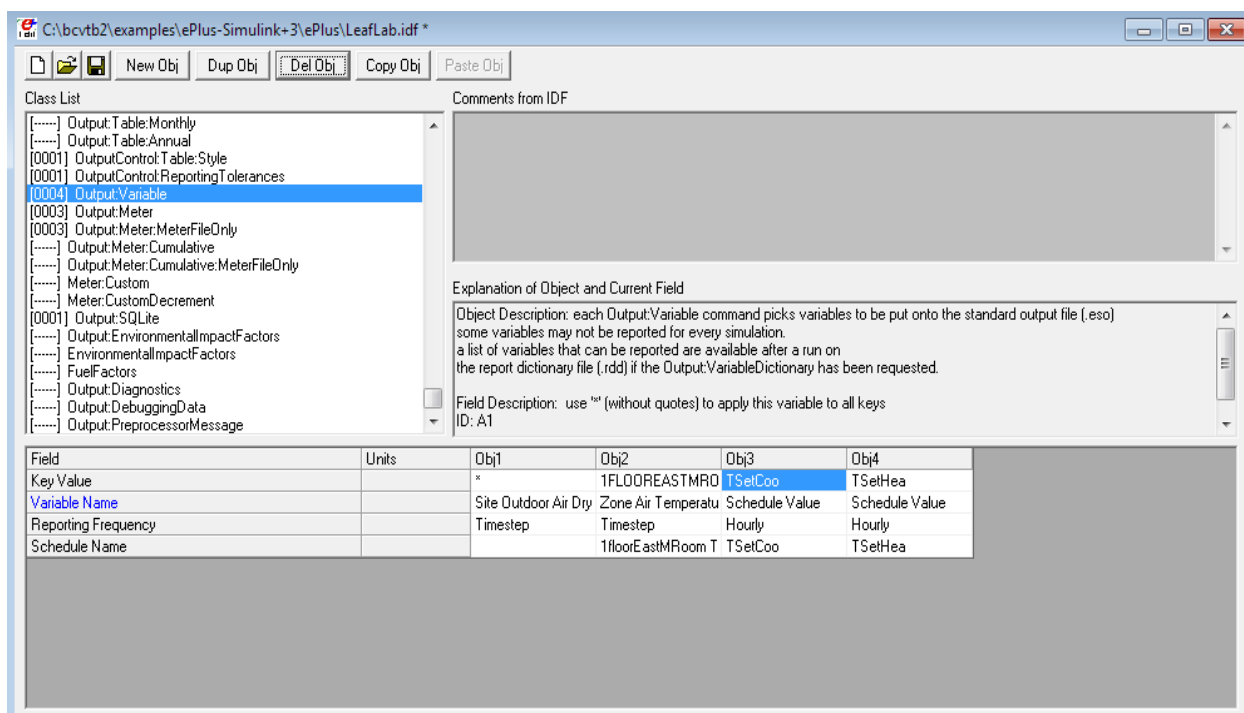 C:\bcvtb2\examples\ePlus-Simulink+3\ePlus\LeafLab.idf *
New Obj Dup Obj Del Obj Copy Obj Paste Obj
Class List
[------] Output:Table:Monthly
[------] Output:Table:Annual
[0001] OutputControl:Table:Style
[0001] OutputControl:ReportingTolerances
[0004] Output:Variable
[0003] Output:Meter
[0003] Output:Meter:MeterFileOnly
[------] Output:Meter:Cumulative
[------] Output:Meter:Cumulative:MeterFileOnly
[------] Meter:Custom
[------] Meter:CustomDecrement
[0001] Output:SQLite
[------] Output:EnvironmentalImpactFactors
[------] EnvironmentalImpactFactors
[------] FuelFactors
[------] Output:Diagnostics
[------] Output:DebuggingData
[------] Output:PreprocessorMessage
Comments from IDF
Explanation of Object and Current Field
Object Description: each Output:Variable command picks variables to be put onto the standard output file (.eso)
some variables may not be reported for every simulation.
a list of variables that can be reported are available after a run on
the report dictionary file (.rdd) if the Output:VariableDictionary has been requested.
Field Description: use '*' (without quotes) to apply this variable to all keys
ID: A1
Field Units Obj1 Obj2 Obj3 Obj4
Key Value * 1FLOOREASTMRO TSetCoo TSetHea
Variable Name Site Outdoor Air Dry Zone Air Temperatu Schedule Value Schedule Value
Reporting Frequency Timestep Timestep Hourly Hourly
Schedule Name 1floorEastMRoom T TSetCoo TSetHea